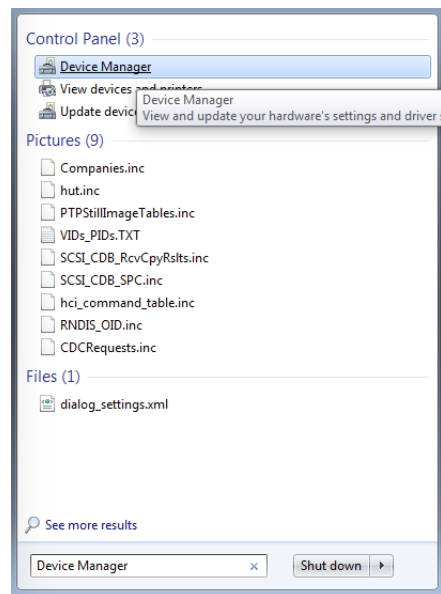 Control Panel (3)
Device Manager
View devices and printers
Update devic
Device Manager
View and update your hardware's settings and driver
Pictures (9)
Companies.inc
hut.inc
PTPStillImageTables.inc
VIDs_PIDs.TXT
SCSI_CDB_RcvCpyRslts.inc
SCSI_CDB_SPC.inc
hci_command_table.inc
RNDIS_OID.inc
CDCRequests.inc
Files (1)
dialog_settings.xml
See more results
Device Manager
Shut down